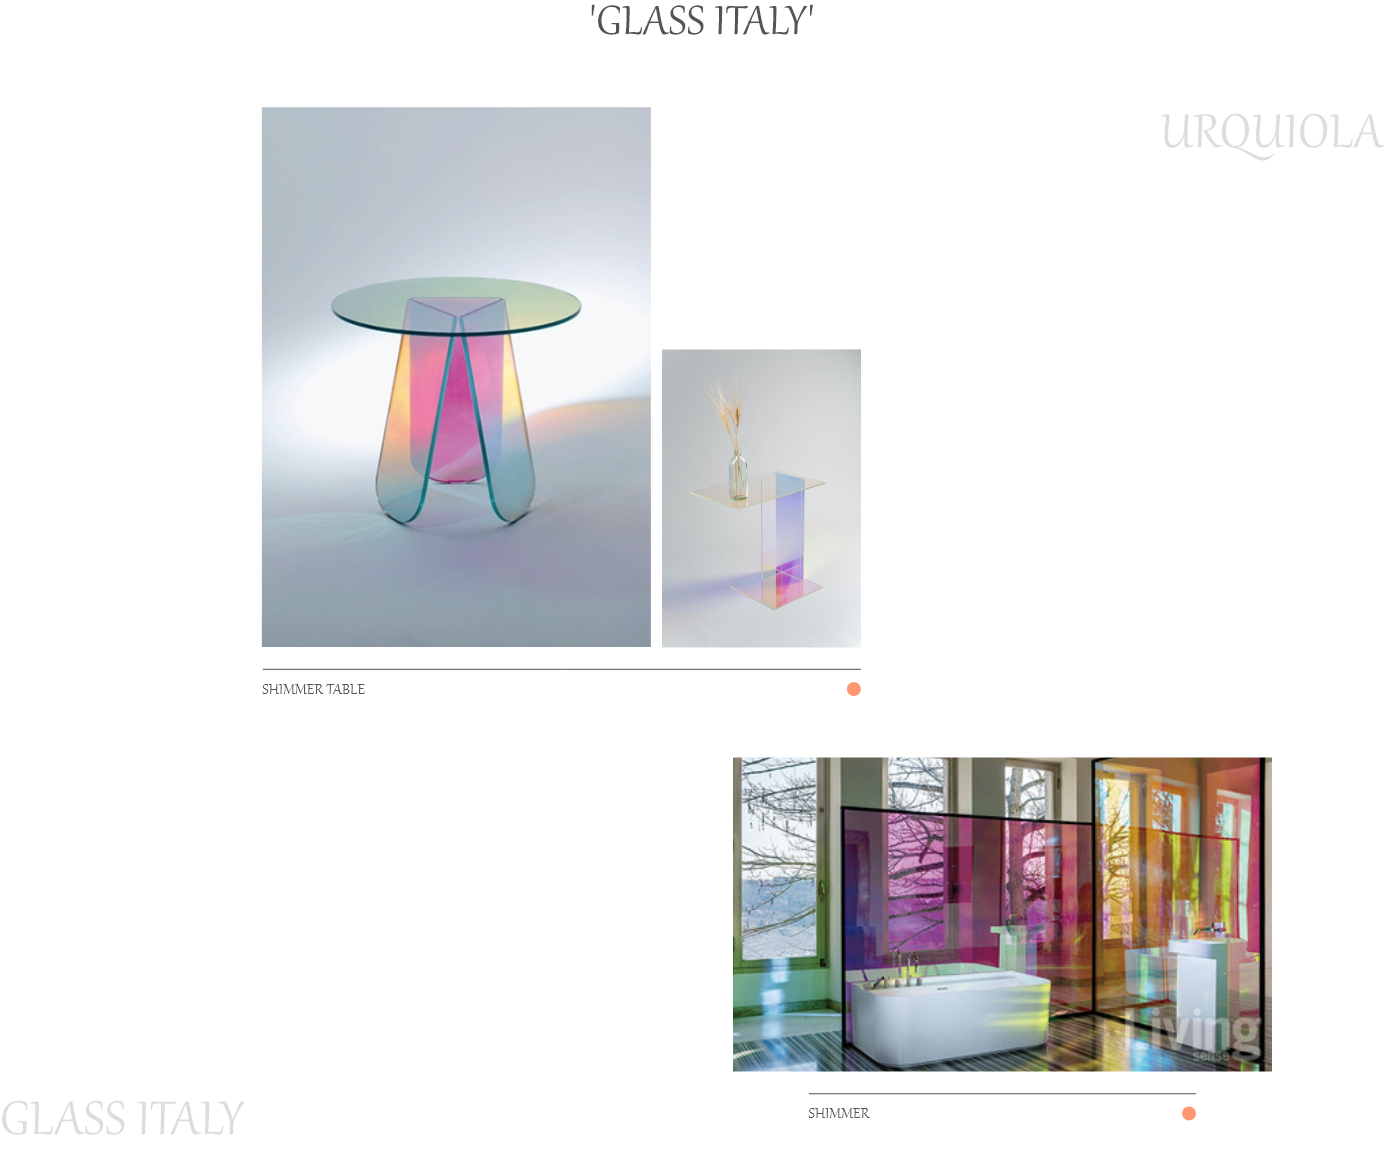 'GLASS ITALY'
URQUIOLA
SHIMMER TABLE
Living
sense
SHIMMER
GLASS ITALY